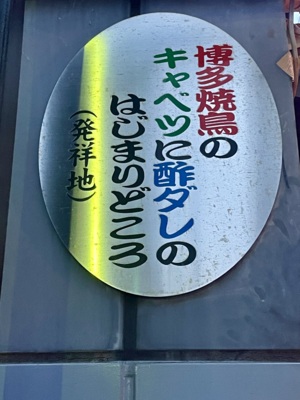 博多焼鳥の
キャベツに酢ダレの
はじまりどころ
（発祥地）